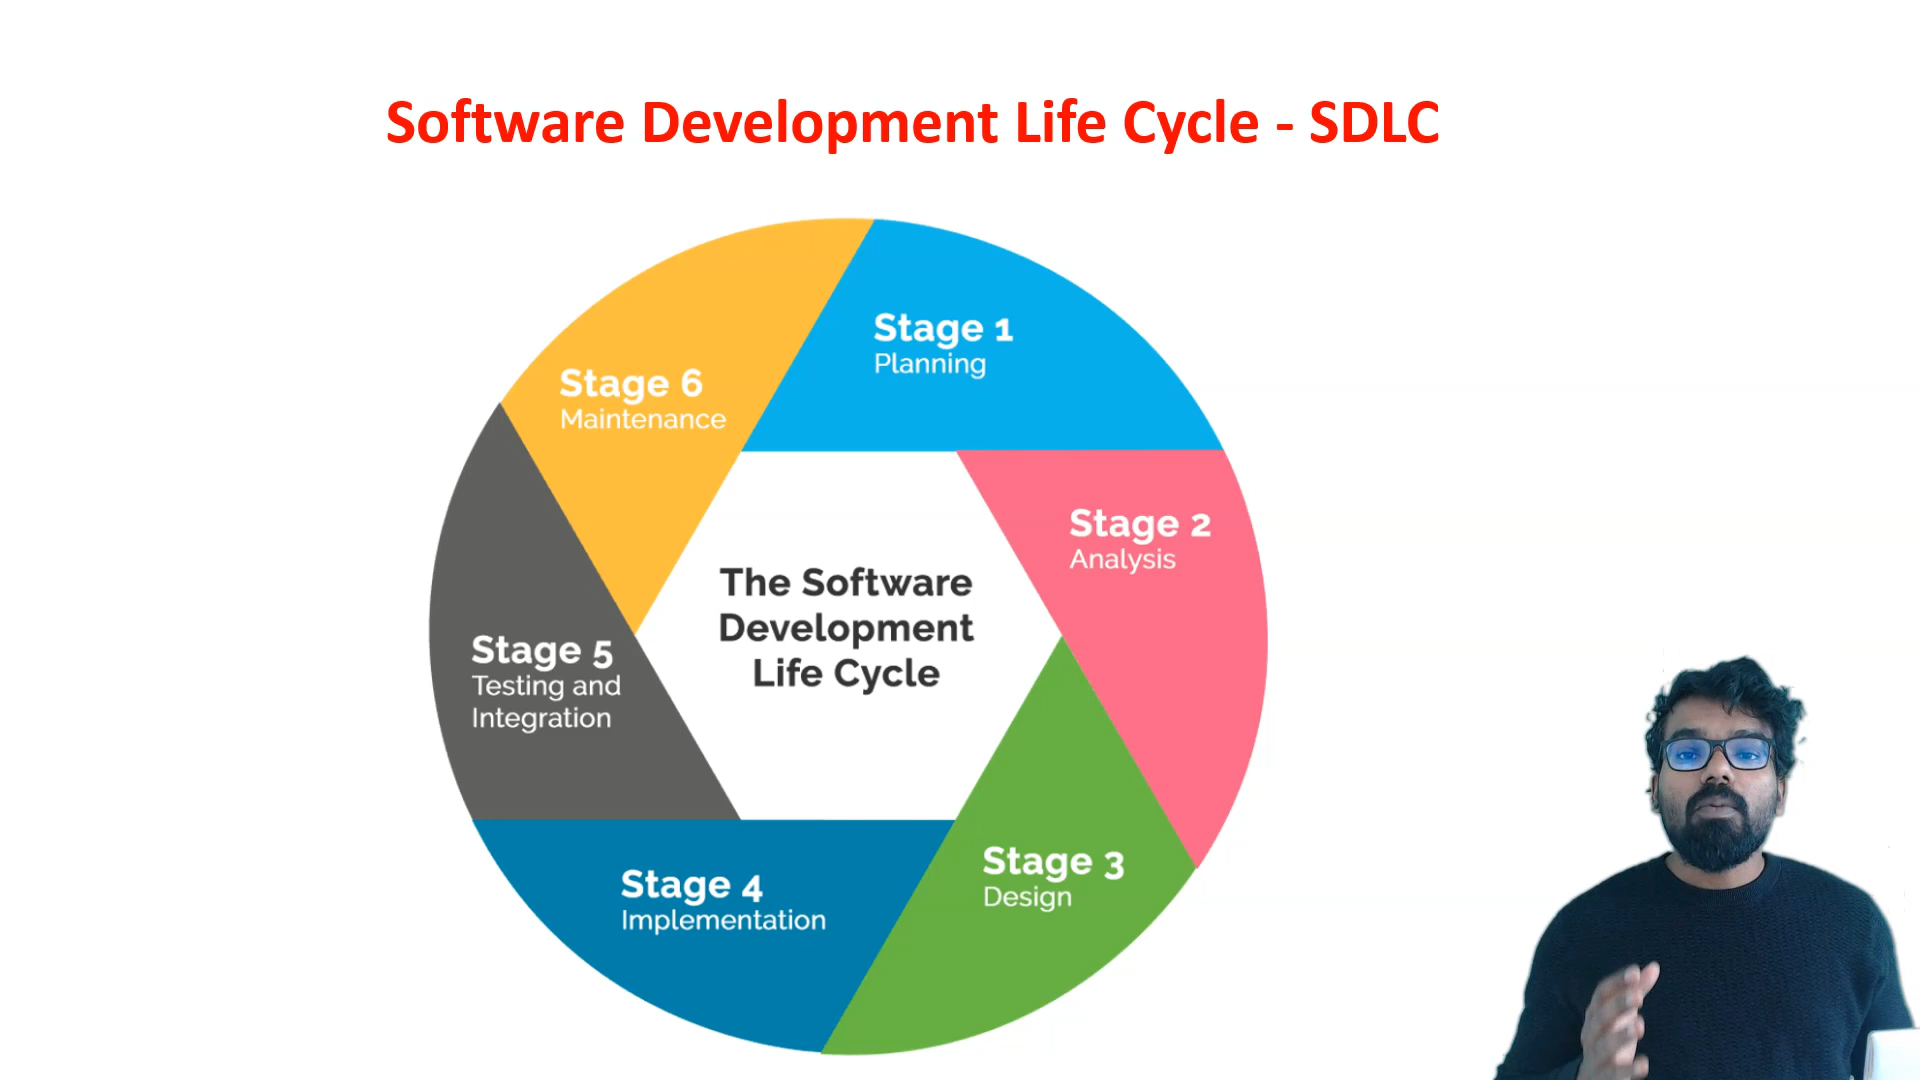 Software Development Life Cycle - SDLC
Stage 1
Planning
Stage 2
Analysis
Stage 3
Design
Stage 4
Implementation
Stage 5
Testing and
Integration
Stage 6
Maintenance
The Software
Development
Life Cycle